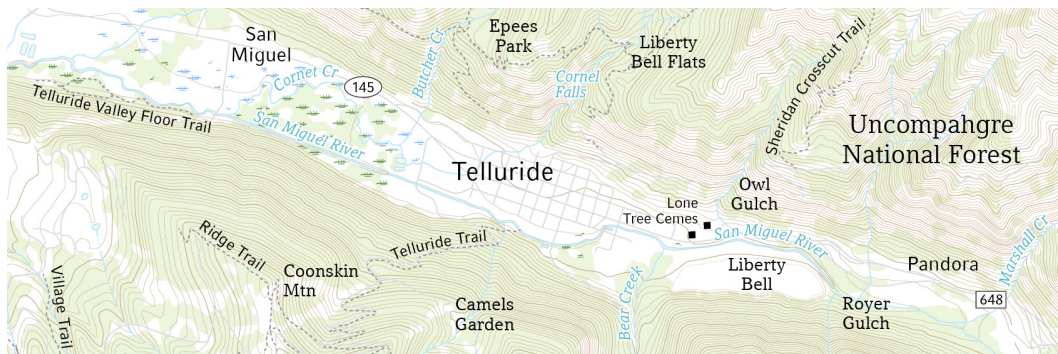 San
Miguel
Epees
Park
Liberty
Bell Flats
Butcher Cr
Cornet Cr
145
Cornel
Falls
Sheridan Crosscut Trail
Telluride Valley Floor Trail
San Miguel River
Uncompahgre
National Forest
Telluride
Owl
Gulch
Lone
Tree Cemes
San Miguel River
Marshall Cr
Ridge Trail
Telluride Trail
Village Trail
Coonskin
Mtn
Camels
Garden
Bear Creek
Liberty
Bell
Pandora
Royer
Gulch
648